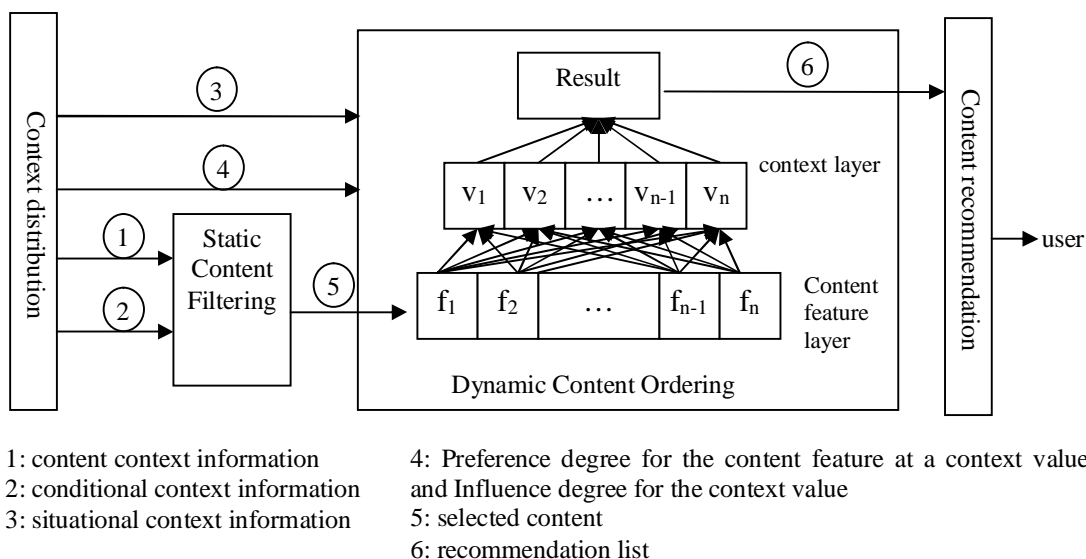 Context distribution
3
4
1
2
Static
Content
Filtering
5
Result
6
context layer
v1 v2 … vn-1 vn
f1 f2 … fn-1 fn
Content
feature
layer
Dynamic Content Ordering
Content recommendation
user
1: content context information
2: conditional context information
3: situational context information
4: Preference degree for the content feature at a context value
and Influence degree for the context value
5: selected content
6: recommendation list